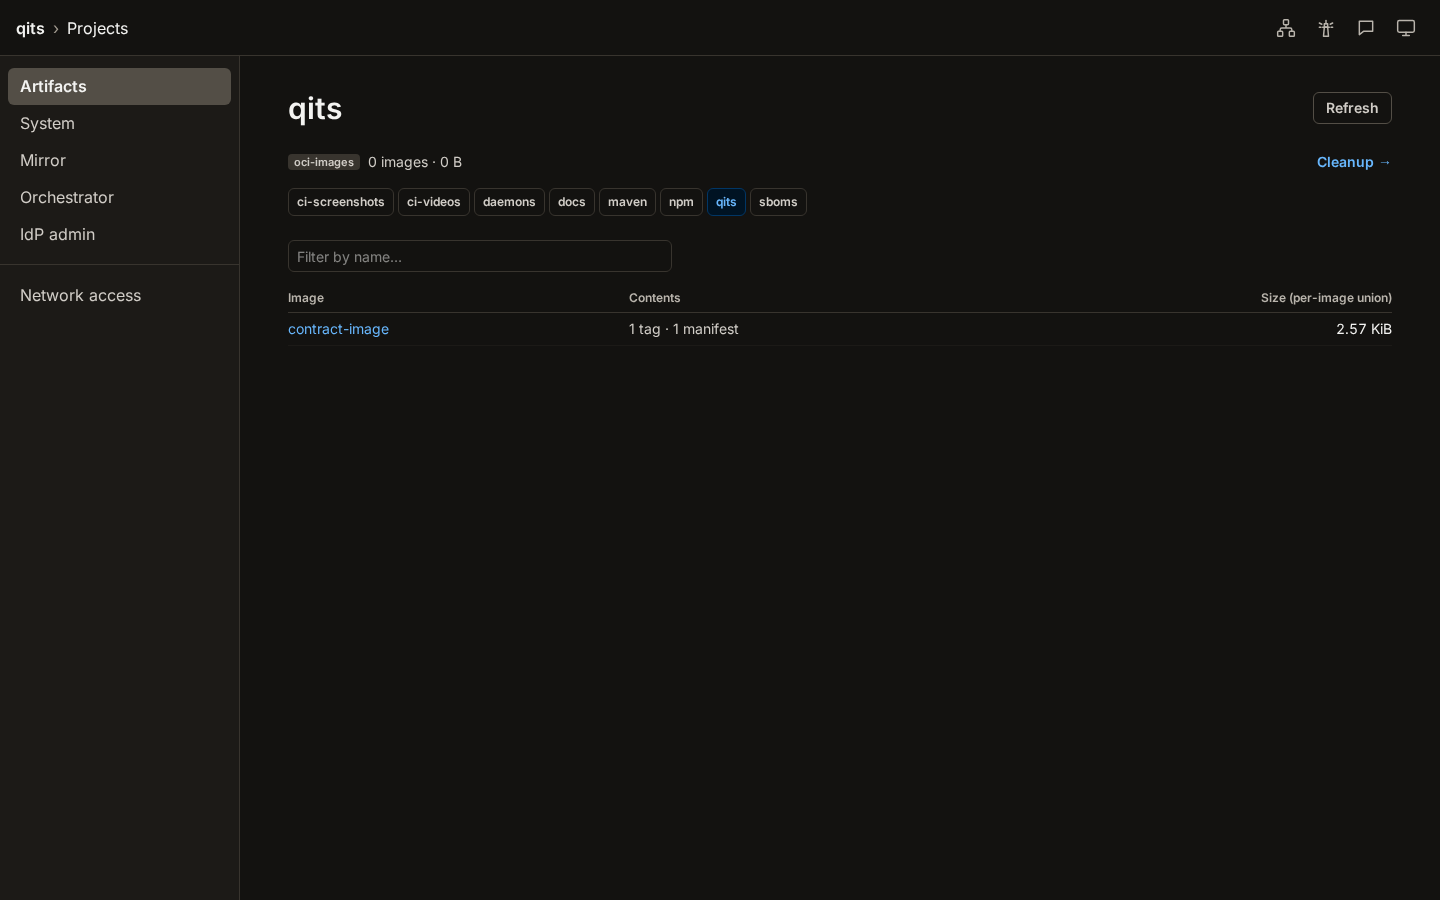 qits › Projects
Artifacts
System
Mirror
Orchestrator
IdP admin
Network access
qits
Refresh
oci-images 0 images · 0 B
Cleanup →
ci-screenshots ci-videos daemons docs maven npm qits sboms
Filter by name...
Image Contents Size (per-image union)
contract-image 1 tag · 1 manifest 2.57 KiB